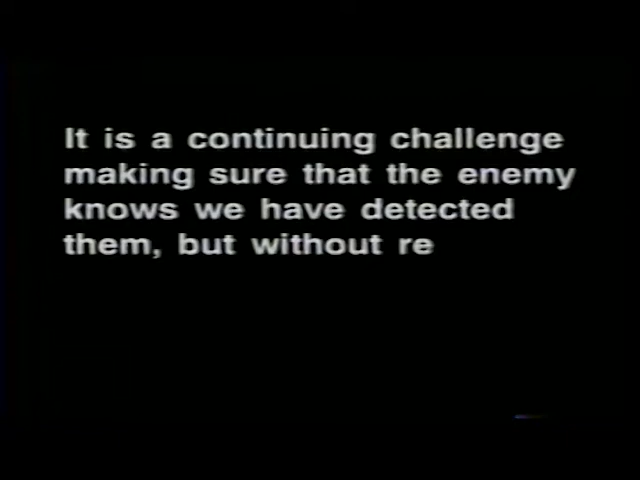 It is a continuing challenge
making sure that the enemy
knows we have detected
them, but without re